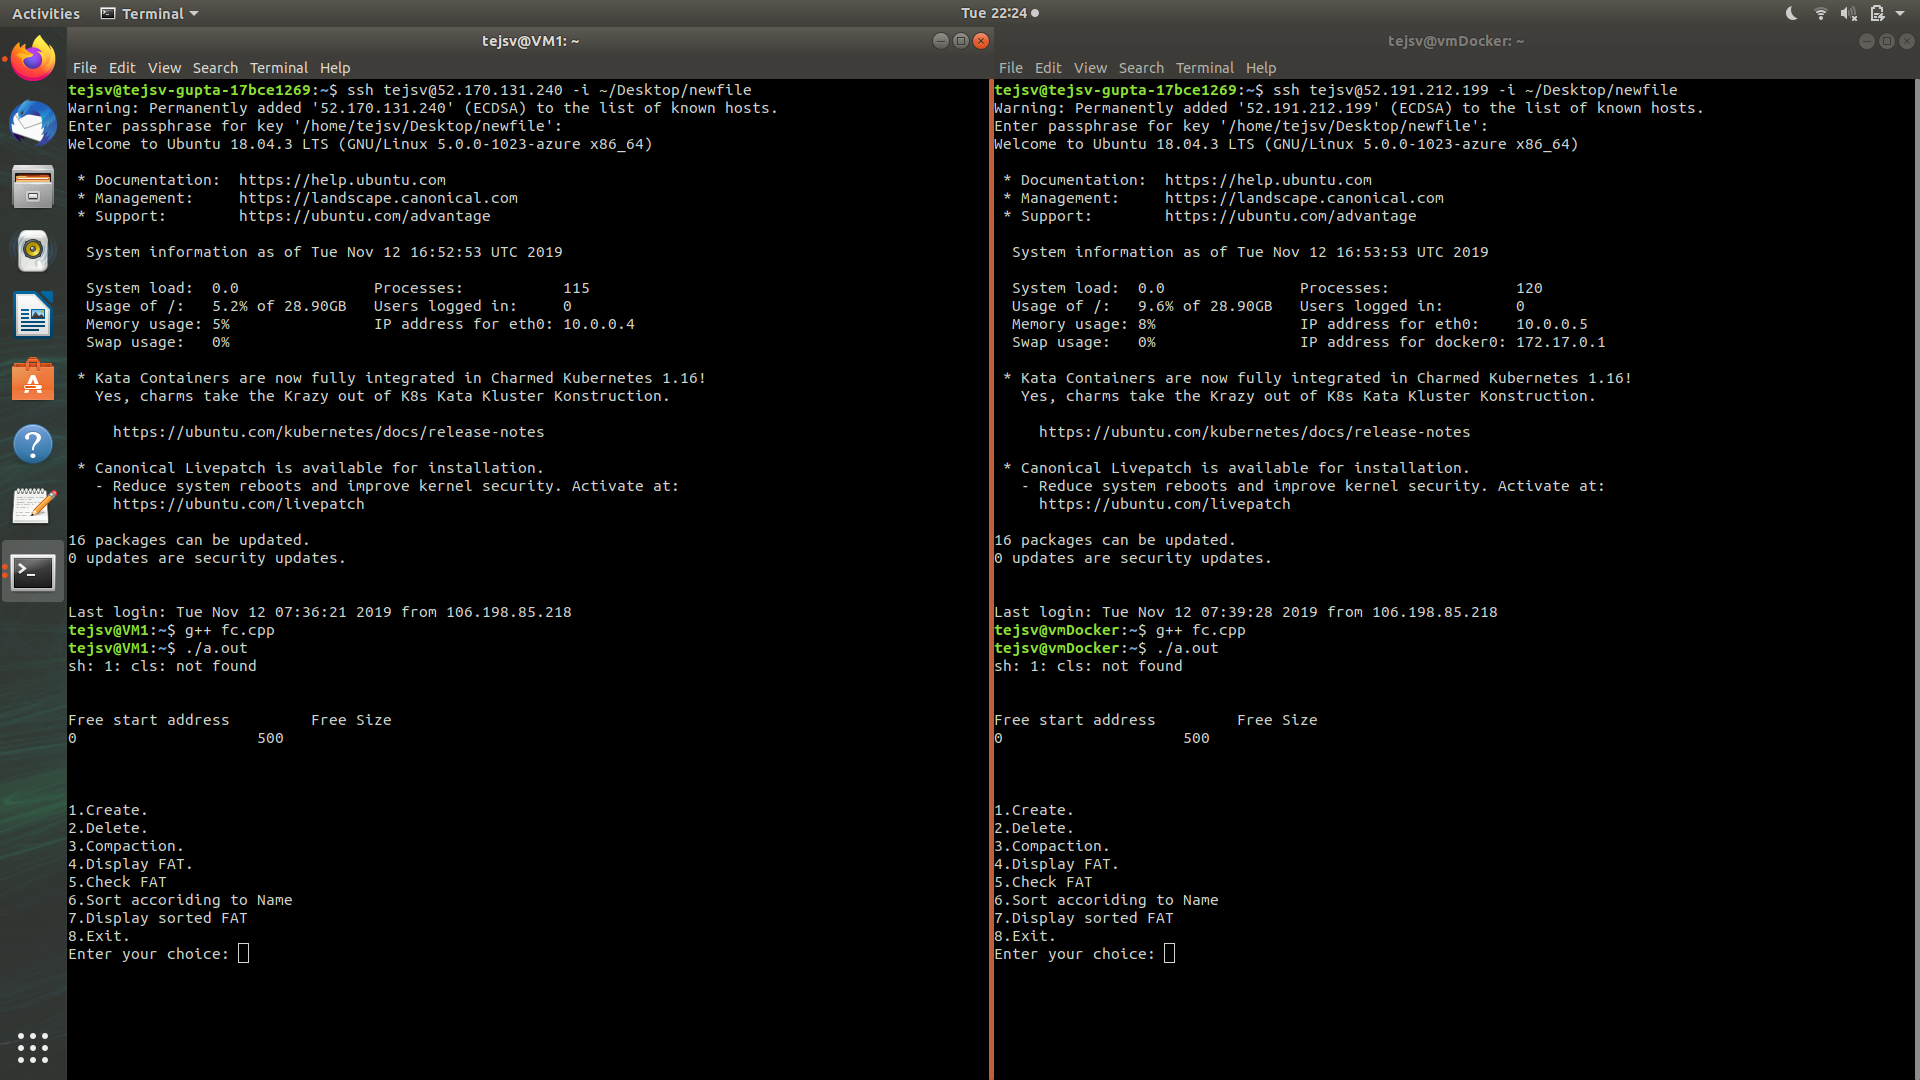 Activities Terminal Tue 22:24
tejsv@VM1: ~
File Edit View Search Terminal Help
tejsv@tejsv-gupta-17bce1269:~$ ssh tejsv@52.170.131.240 -i ~/Desktop/newfile
Warning: Permanently added '52.170.131.240' (ECDSA) to the list of known hosts.
Enter passphrase for key '/home/tejsv/Desktop/newfile':
Welcome to Ubuntu 18.04.3 LTS (GNU/Linux 5.0.0-1023-azure x86_64)
* Documentation: https://help.ubuntu.com
* Management: https://landscape.canonical.com
* Support: https://ubuntu.com/advantage
System information as of Tue Nov 12 16:52:53 UTC 2019
System load: 0.0 Processes: 115
Usage of /: 5.2% of 28.90GB Users logged in: 0
Memory usage: 5% IP address for eth0: 10.0.0.4
Swap usage: 0%
* Kata Containers are now fully integrated in Charmed Kubernetes 1.16!
Yes, charms take the Krazy out of K8s Kata Kluster Konstruction.
https://ubuntu.com/kubernetes/docs/release-notes
* Canonical Livepatch is available for installation.
- Reduce system reboots and improve kernel security. Activate at:
https://ubuntu.com/livepatch
16 packages can be updated.
0 updates are security updates.
Last login: Tue Nov 12 07:36:21 2019 from 106.198.85.218
tejsv@VM1:~$ g++ fc.cpp
tejsv@VM1:~$ ./a.out
sh: 1: cls: not found
Free start address Free Size
0 500
1.Create.
2.Delete.
3.Compaction.
4.Display FAT.
5.Check FAT
6.Sort accoriding to Name
7.Display sorted FAT
8.Exit.
Enter your choice:
tejsv@vmDocker: ~
File Edit View Search Terminal Help
tejsv@tejsv-gupta-17bce1269:~$ ssh tejsv@52.191.212.199 -i ~/Desktop/newfile
Warning: Permanently added '52.191.212.199' (ECDSA) to the list of known hosts.
Enter passphrase for key '/home/tejsv/Desktop/newfile':
Welcome to Ubuntu 18.04.3 LTS (GNU/Linux 5.0.0-1023-azure x86_64)
* Documentation: https://help.ubuntu.com
* Management: https://landscape.canonical.com
* Support: https://ubuntu.com/advantage
System information as of Tue Nov 12 16:53:53 UTC 2019
System load: 0.0 Processes: 120
Usage of /: 9.6% of 28.90GB Users logged in: 0
Memory usage: 8% IP address for eth0: 10.0.0.5
Swap usage: 0% IP address for docker0: 172.17.0.1
* Kata Containers are now fully integrated in Charmed Kubernetes 1.16!
Yes, charms take the Krazy out of K8s Kata Kluster Konstruction.
https://ubuntu.com/kubernetes/docs/release-notes
* Canonical Livepatch is available for installation.
- Reduce system reboots and improve kernel security. Activate at:
https://ubuntu.com/livepatch
16 packages can be updated.
0 updates are security updates.
Last login: Tue Nov 12 07:39:28 2019 from 106.198.85.218
tejsv@vmDocker:~$ g++ fc.cpp
tejsv@vmDocker:~$ ./a.out
sh: 1: cls: not found
Free start address Free Size
0 500
1.Create.
2.Delete.
3.Compaction.
4.Display FAT.
5.Check FAT
6.Sort accoriding to Name
7.Display sorted FAT
8.Exit.
Enter your choice: